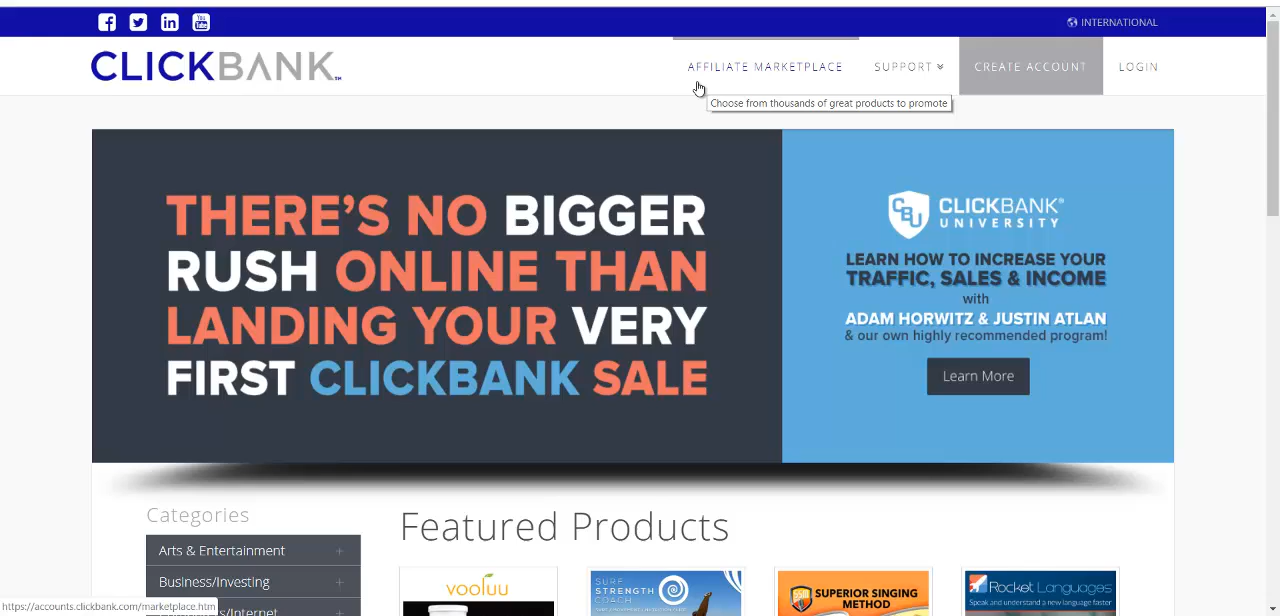 INTERNATIONAL
CLICKBANK™
AFFILIATE MARKETPLACE
SUPPORT
CREATE ACCOUNT
LOGIN
Choose from thousands of great products to promote
THERE'S NO BIGGER
RUSH ONLINE THAN
LANDING YOUR VERY
FIRST CLICKBANK SALE
CBU
CLICKBANK®
UNIVERSITY
LEARN HOW TO INCREASE YOUR
TRAFFIC, SALES & INCOME
with
ADAM HORWITZ & JUSTIN ATLAN
& our own highly recommended program!
Learn More
Categories
Arts & Entertainment +
Business/Investing +
s/Internet +
Featured Products
vooluu
SURF
STRENGTH
COACH
SUPERIOR SINGING
METHOD
Rocket Languages
Speak and understand a new language faster
https://accounts.clickbank.com/marketplace.htm